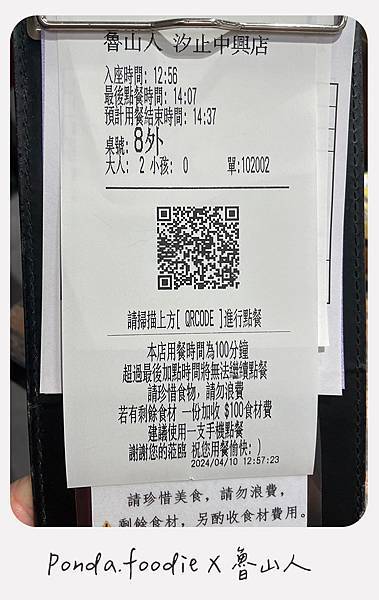 魯山人 汐止中興店
入座時間: 12:56
最後點餐時間: 14:07
預計用餐結束時間: 14:37
桌號: 8外
大人: 2 小孩: 0 單:102002
請掃描上方[ QRCODE ]進行點餐
本店用餐時間為100分鐘
超過最後加點時間將無法繼續點餐
請珍惜食物, 請勿浪費
若有剩餘食材 一份加收 $100食材費
建議使用一支手機點餐
謝謝您的蒞臨 祝您用餐愉快:)
2024/04/10 12:57:23
請珍惜美食，請勿浪費，
剩餘食材，另酌收食材費用。
Ponda.foodie X 魯山人